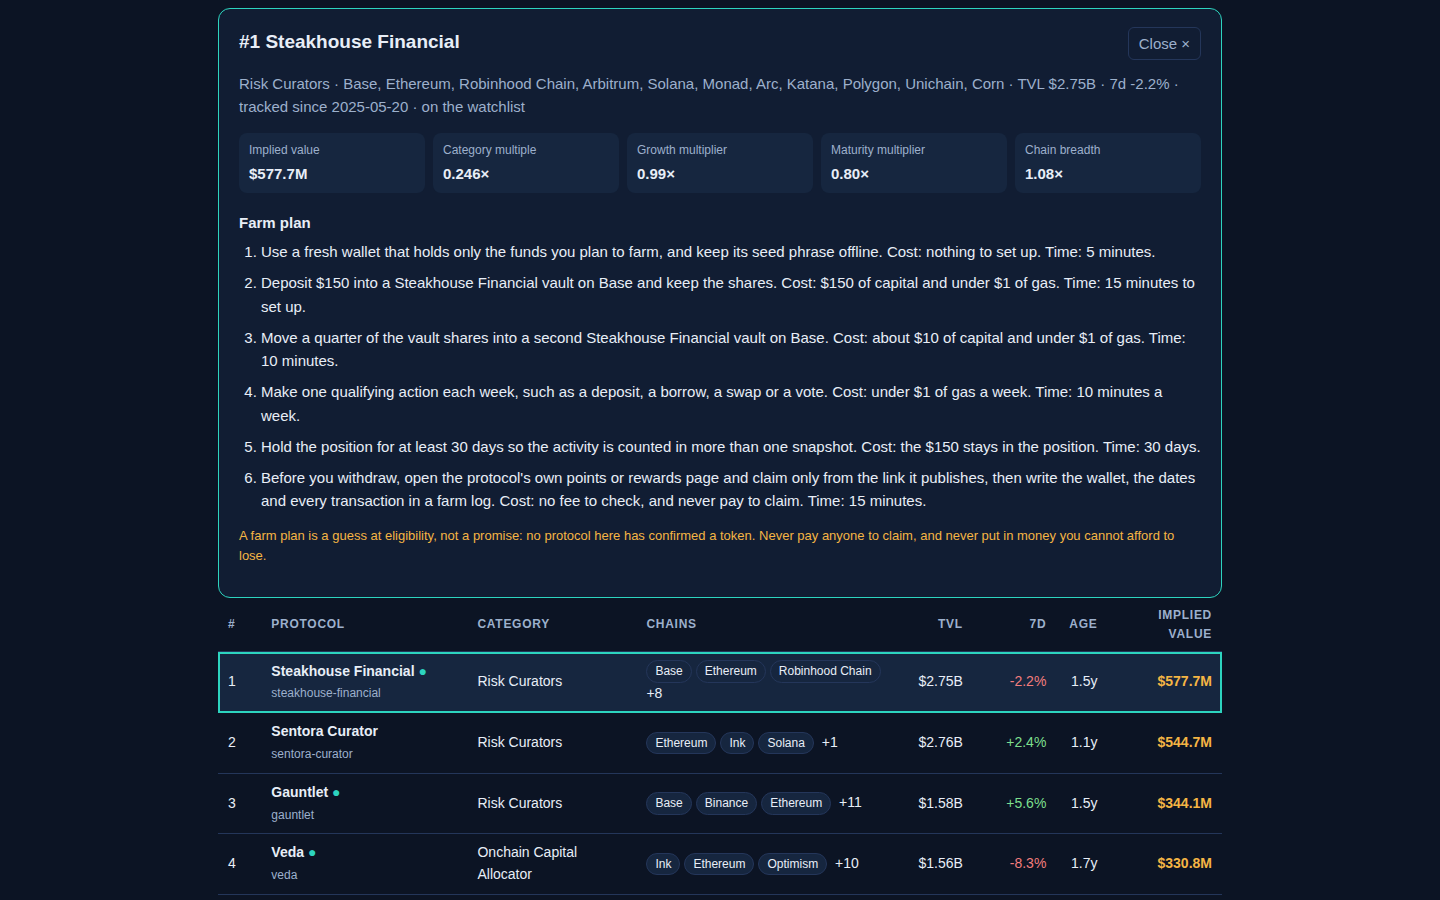 #1 Steakhouse Financial
Close ×
Risk Curators · Base, Ethereum, Robinhood Chain, Arbitrum, Solana, Monad, Arc, Katana, Polygon, Unichain, Corn · TVL $2.75B · 7d -2.2% ·
tracked since 2025-05-20 · on the watchlist
Implied value
Category multiple
Growth multiplier
Maturity multiplier
Chain breadth
$577.7M
0.246×
0.99×
0.80×
1.08×
Farm plan
1. Use a fresh wallet that holds only the funds you plan to farm, and keep its seed phrase offline. Cost: nothing to set up. Time: 5 minutes.
2. Deposit $150 into a Steakhouse Financial vault on Base and keep the shares. Cost: $150 of capital and under $1 of gas. Time: 15 minutes to
set up.
3. Move a quarter of the vault shares into a second Steakhouse Financial vault on Base. Cost: about $10 of capital and under $1 of gas. Time:
10 minutes.
4. Make one qualifying action each week, such as a deposit, a borrow, a swap or a vote. Cost: under $1 of gas a week. Time: 10 minutes a
week.
5. Hold the position for at least 30 days so the activity is counted in more than one snapshot. Cost: the $150 stays in the position. Time: 30 days.
6. Before you withdraw, open the protocol's own points or rewards page and claim only from the link it publishes, then write the wallet, the dates
and every transaction in a farm log. Cost: no fee to check, and never pay to claim. Time: 15 minutes.
A farm plan is a guess at eligibility, not a promise: no protocol here has confirmed a token. Never pay anyone to claim, and never put in money you cannot afford to
lose.
# PROTOCOL CATEGORY CHAINS TVL 7D AGE IMPLIED
VALUE
1 Steakhouse Financial ● Risk Curators Base Ethereum Robinhood Chain $2.75B -2.2% 1.5y $577.7M
steakhouse-financial +8
2 Sentora Curator Risk Curators Ethereum Ink Solana +1 $2.76B +2.4% 1.1y $544.7M
sentora-curator
3 Gauntlet ● Risk Curators Base Binance Ethereum +11 $1.58B +5.6% 1.5y $344.1M
gauntlet
4 Veda ● Onchain Capital Ink Ethereum Optimism +10 $1.56B -8.3% 1.7y $330.8M
veda Allocator